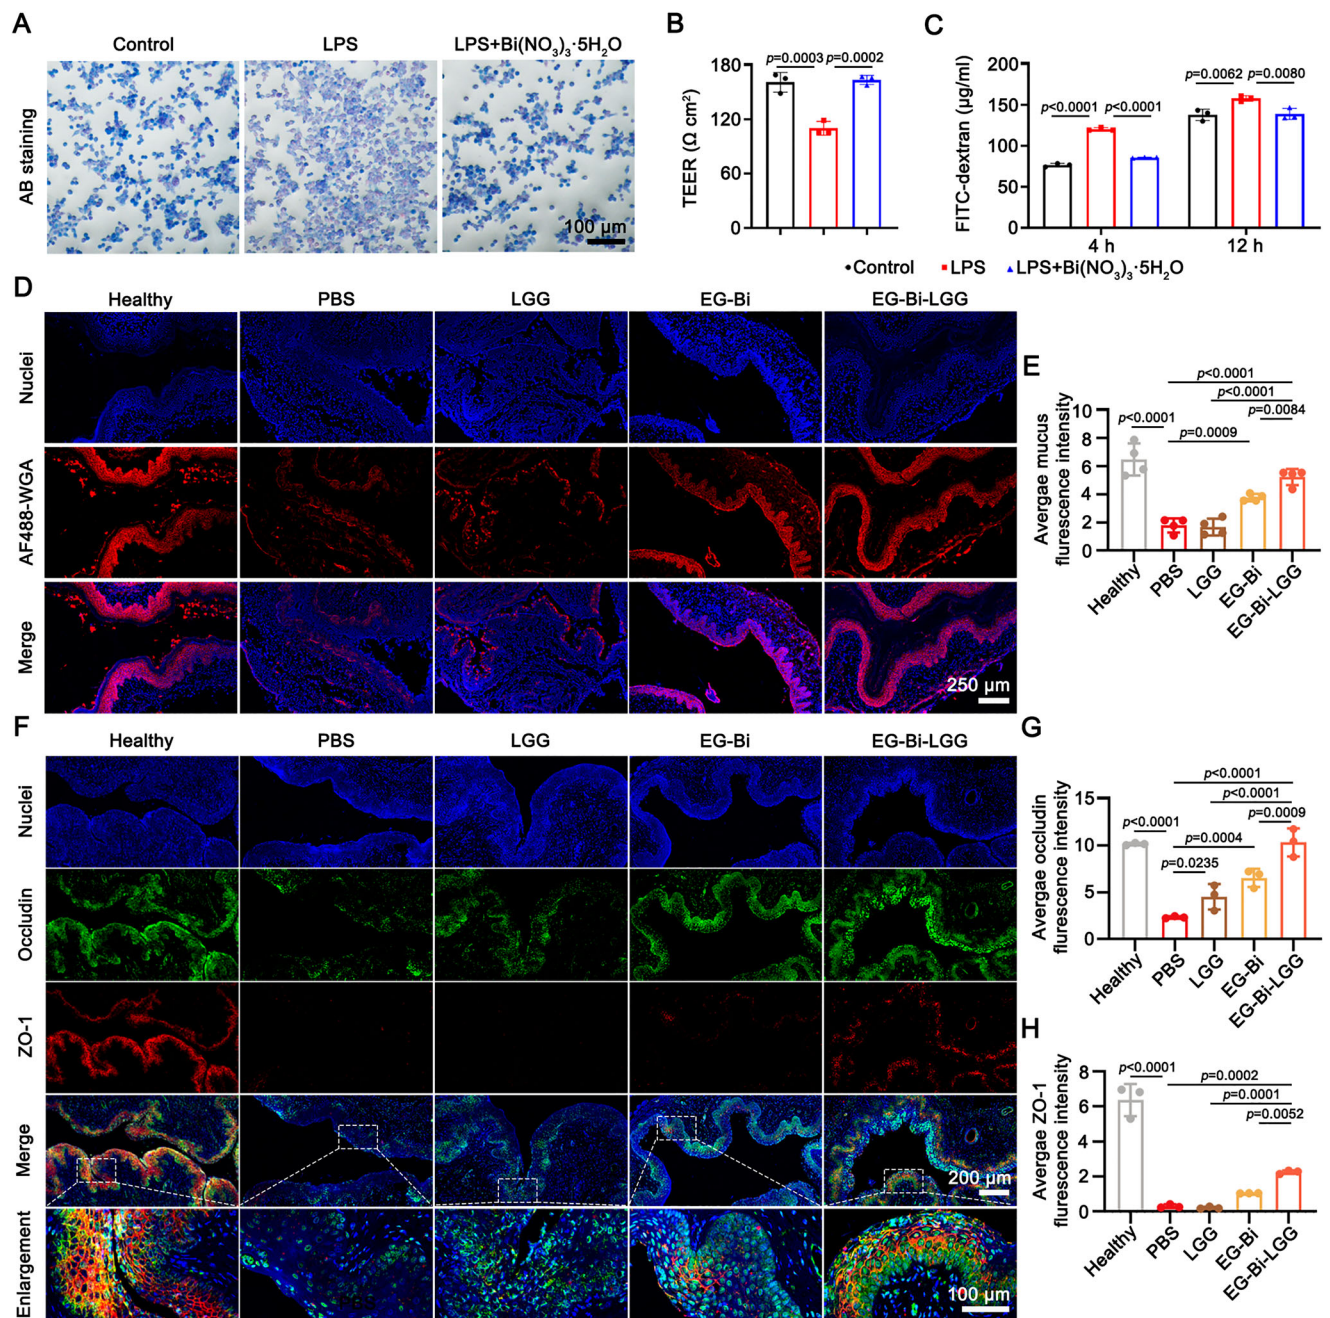 A
Control
LPS
LPS+Bi(NO₃)₃·5H₂O
AB staining
100 μm
B
p=0.0003
p=0.0002
TEER (Ω cm²)
180
120
60
0
C
p=0.0062
p=0.0080
p<0.0001
p<0.0001
FITC-dextran (μg/ml)
200
150
100
50
0
4 h
12 h
Control
LPS
LPS+Bi(NO₃)₃·5H₂O
D
Healthy
PBS
LGG
EG-Bi
EG-Bi-LGG
Nuclei
AF488-WGA
Merge
250 μm
E
p<0.0001
p<0.0001
p<0.0001
p=0.0084
p=0.0009
Avergae mucus
flurescence intensity
10
8
6
4
2
0
Healthy
PBS
LGG
EG-Bi
EG-Bi-LGG
F
Healthy
PBS
LGG
EG-Bi
EG-Bi-LGG
Nuclei
Occludin
ZO-1
Merge
Enlargement
200 μm
100 μm
G
p<0.0001
p<0.0001
p<0.0001
p=0.0009
p=0.0004
p=0.0235
Avergae occludin
flurescence intensity
15
10
5
0
Healthy
PBS
LGG
EG-Bi
EG-Bi-LGG
H
p<0.0001
p=0.0002
p=0.0001
p=0.0052
Avergae ZO-1
flurescence intensity
8
6
4
2
0
Healthy
PBS
LGG
EG-Bi
EG-Bi-LGG